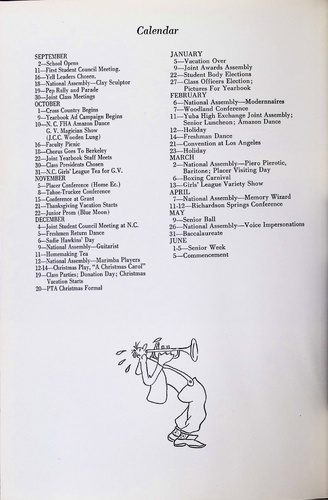 Calendar
SEPTEMBER
2—School Opens
11—First Student Council Meeting.
16—Yell Leaders Chosen.
18—National Assembly—Clay Sculptor
19—Pep Rally and Parade
30—Joint Class Meetings
OCTOBER
1—Cross Country Begins
9—Yearbook Ad Campaign Begins
10—N. C. FHA Amazon Dance
G. V. Magician Show
(J.C.C. Wooden Lung)
16—Faculty Picnic
18—Chorus Goes To Berkeley
22—Joint Yearbook Staff Meets
30—Class Presidents Chosen
31—N.C. Girls' League Tea for G.V.
NOVEMBER
5—Placer Conference (Home Ec.)
8—Tahoe-Truckee Conference
15—Conference at Grant
21—Thanksgiving Vacation Starts
22—Junior Prom (Blue Moon)
DECEMBER
4—Joint Student Council Meeting at N.C.
5—Freshmen Return Dance
6—Sadie Hawkins' Day
9—National Assembly—Guitarist
11—Homemaking Tea
12—National Assembly—Marimba Players
12-14—Christmas Play, "A Christmas Carol"
19—Class Parties; Donation Day; Christmas
Vacation Starts
20—PTA Christmas Formal
JANUARY
5—Vacation Over
9—Joint Awards Assembly
22—Student Body Elections
27—Class Officers Election;
Pictures For Yearbook
FEBRUARY
6—National Assembly—Modernnaires
7—Woodland Conference
11—Yuba High Exchange Joint Assembly;
Senior Luncheon; Amazon Dance
12—Holiday
14—Freshman Dance
21—Convention at Los Angeles
23—Holiday
MARCH
2—National Assembly—Piero Pierotic,
Baritone; Placer Visiting Day
6—Boxing Carnival
13—Girls' League Variety Show
APRIL
7—National Assembly—Memory Wizard
11-12—Richardson Springs Conference
MAY
9—Senior Ball
26—National Assembly—Voice Impersonations
31—Baccalaureate
JUNE
1-5—Senior Week
5—Commencement